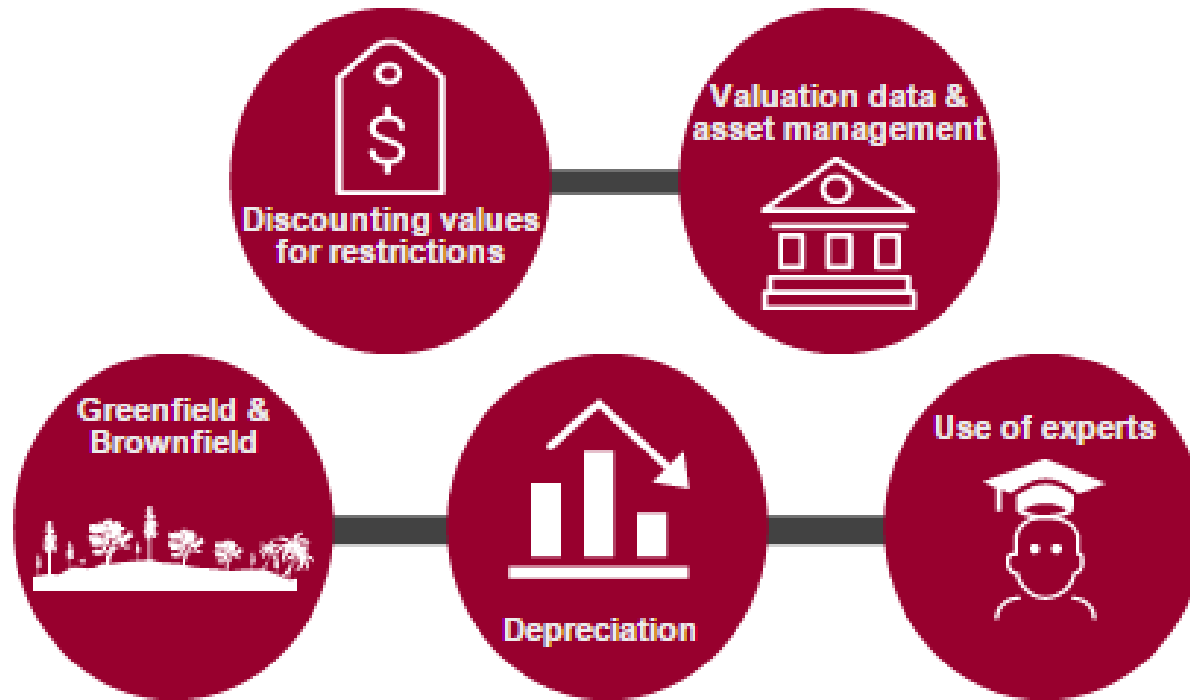 $
Discounting values
for restrictions
Valuation data &
asset management
Greenfield &
Brownfield
Depreciation
Use of experts